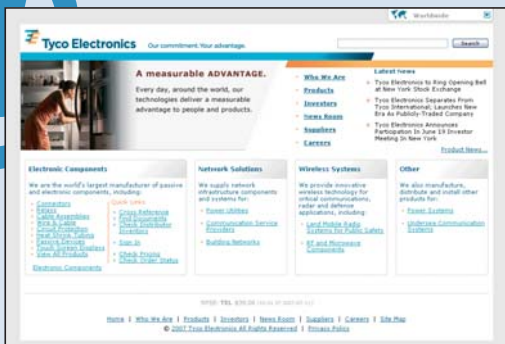 Worldwide
Tyco Electronics
Our commitment. Your advantage.
Search
A measurable ADVANTAGE.
Every day, around the world, our
technologies deliver a measurable
advantage to people and products.
Who We Are
Products
Investors
News Room
Suppliers
Careers
Latest News
Tyco Electronics to Ring Opening Bell
at New York Stock Exchange
Tyco Electronics Separates From
Tyco International, Launches New
Era As Publicly-Traded Company
Tyco Electronics Announces
Participation In June 19 Investor
Meeting In New York
Product News...
Electronic Components
We are the world's largest manufacturer of passive
and electronic components, including:
Connectors
Relays
Cable Assemblies
Wire & Cable
Circuit Protection
Heat Shrink Tubing
Passive Devices
Touch Screen Displays
View All Products
Electronic Components
Quick Links
Cross Reference
Find Documents
Check Distributor
Inventory
Sign In
Check Pricing
Check Order Status
Network Solutions
We supply network
infrastructure components
and systems for:
Power Utilities
Communication Service
Providers
Building Networks
Wireless Systems
We provide innovative
wireless technology for
critical communications,
radar and defense
applications, including:
Land Mobile Radio
Systems for Public Safety
RF and Microwave
Components
Other
We also manufacture,
distribute and install other
products for:
Power Systems
Undersea Communication
Systems
NYSE: TEL
Home | Who We Are | Products | Investors | News Room | Suppliers | Careers | Site Map
© 2007 Tyco Electronics All Rights Reserved | Privacy Policy